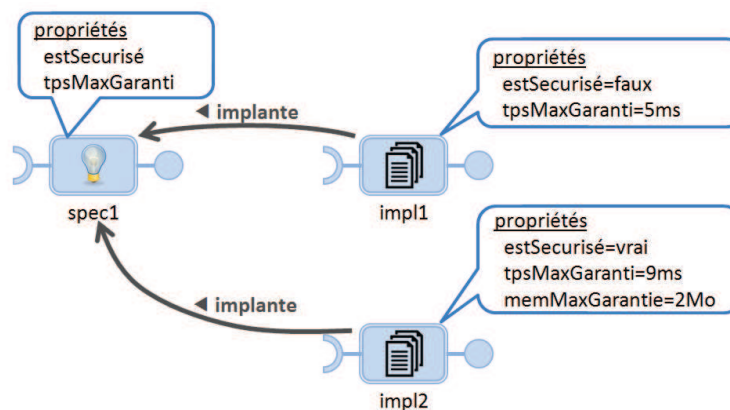 propriétés
estSecurisé
tpsMaxGaranti
propriétés
estSecurisé=faux
tpsMaxGaranti=5ms
◄ implante
spec1
impl1
propriétés
estSecurisé=vrai
tpsMaxGaranti=9ms
memMaxGarantie=2Mo
◄ implante
impl2